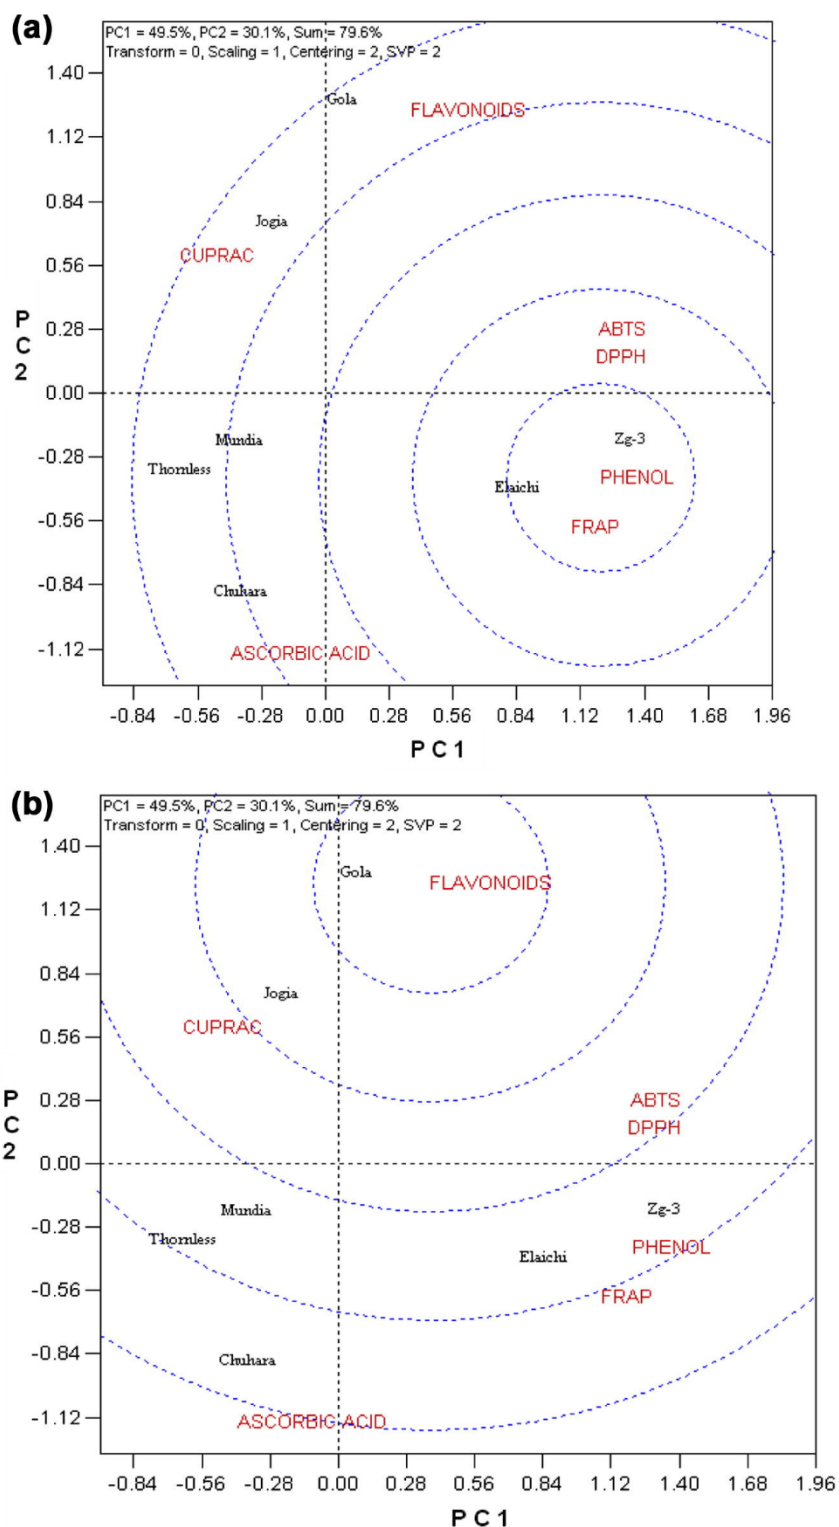 (a)
PC1 = 49.5%, PC2 = 30.1%, Sum = 79.6%
Transform = 0, Scaling = 1, Centering = 2, SVP = 2
1.40
Gola
FLAVONOIDS
1.12
0.84
Jogia
CUPRAC
0.56
P C 2
0.28
ABTS
DPPH
0.00
Mundia
Zg-3
-0.28
Thornless
PHENOL
Elaichi
-0.56
FRAP
-0.84
Chuhara
-1.12
ASCORBIC ACID
-0.84 -0.56 -0.28 0.00 0.28 0.56 0.84 1.12 1.40 1.68 1.96
P C 1
(b)
PC1 = 49.5%, PC2 = 30.1%, Sum = 79.6%
Transform = 0, Scaling = 1, Centering = 2, SVP = 2
1.40
Gola
FLAVONOIDS
1.12
0.84
Jogia
CUPRAC
0.56
P C 2
0.28
ABTS
DPPH
0.00
Mundia
Zg-3
-0.28
Thornless
PHENOL
Elaichi
-0.56
FRAP
-0.84
Chuhara
-1.12
ASCORBIC ACID
-0.84 -0.56 -0.28 0.00 0.28 0.56 0.84 1.12 1.40 1.68 1.96
P C 1